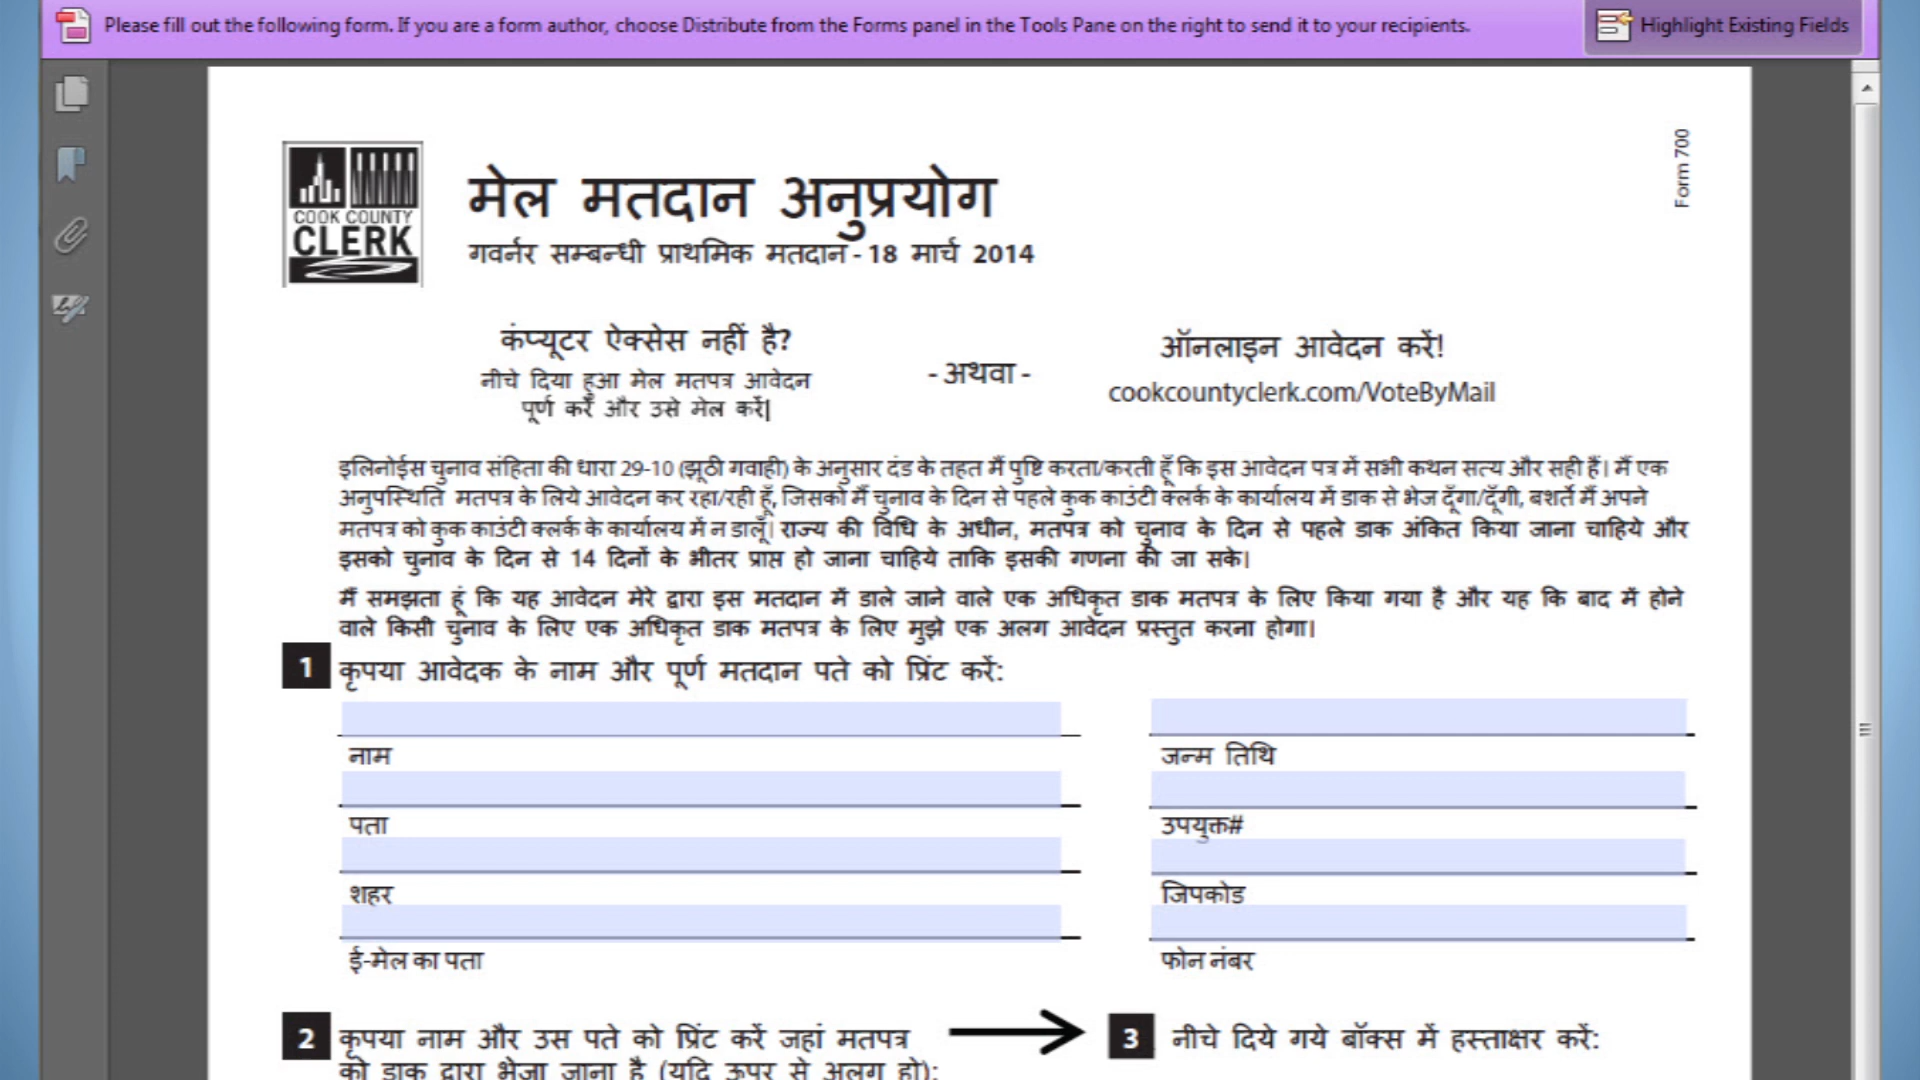 Please fill out the following form. If you are a form author, choose Distribute from the Forms panel in the Tools Pane on the right to send it to your recipients.
Highlight Existing Fields
Form 700
COOK COUNTY
CLERK
मेल मतदान अनुप्रयोग
गवर्नर सम्बन्धी प्राथमिक मतदान - 18 मार्च 2014
कंप्यूटर ऐक्सेस नहीं है?
नीचे दिया हुआ मेल मतपत्र आवेदन
पूर्ण करें और उसे मेल करें|
- अथवा -
ऑनलाइन आवेदन करें!
cookcountyclerk.com/VoteByMail
इलिनोईस चुनाव संहिता की धारा 29-10 (झूठी गवाही) के अनुसार दंड के तहत मैं पुष्टि करता/करती हूँ कि इस आवेदन पत्र में सभी कथन सत्य और सही हैं। मैं एक
अनुपस्थिति मतपत्र के लिये आवेदन कर रहा/रही हूँ, जिसको मैं चुनाव के दिन से पहले कुक काउंटी क्लर्क के कार्यालय में डाक से भेज दूँगा/दूँगी, बशर्ते मैं अपने
मतपत्र को कुक काउंटी क्लर्क के कार्यालय में न डालूँ। राज्य की विधि के अधीन, मतपत्र को चुनाव के दिन से पहले डाक अंकित किया जाना चाहिये और
इसको चुनाव के दिन से 14 दिनों के भीतर प्राप्त हो जाना चाहिये ताकि इसकी गणना की जा सके।
मैं समझता हूं कि यह आवेदन मेरे द्वारा इस मतदान में डाले जाने वाले एक अधिकृत डाक मतपत्र के लिए किया गया है और यह कि बाद में होने
वाले किसी चुनाव के लिए एक अधिकृत डाक मतपत्र के लिए मुझे एक अलग आवेदन प्रस्तुत करना होगा।
1 कृपया आवेदक के नाम और पूर्ण मतदान पते को प्रिंट करें:
नाम
जन्म तिथि
पता
उपयुक्त#
शहर
जिपकोड
ई-मेल का पता
फोन नंबर
2 कृपया नाम और उस पते को प्रिंट करें जहां मतपत्र
को डाक द्वारा भेजा जाना है (यदि ऊपर से अलग हो):
3 नीचे दिये गये बॉक्स में हस्ताक्षर करें: